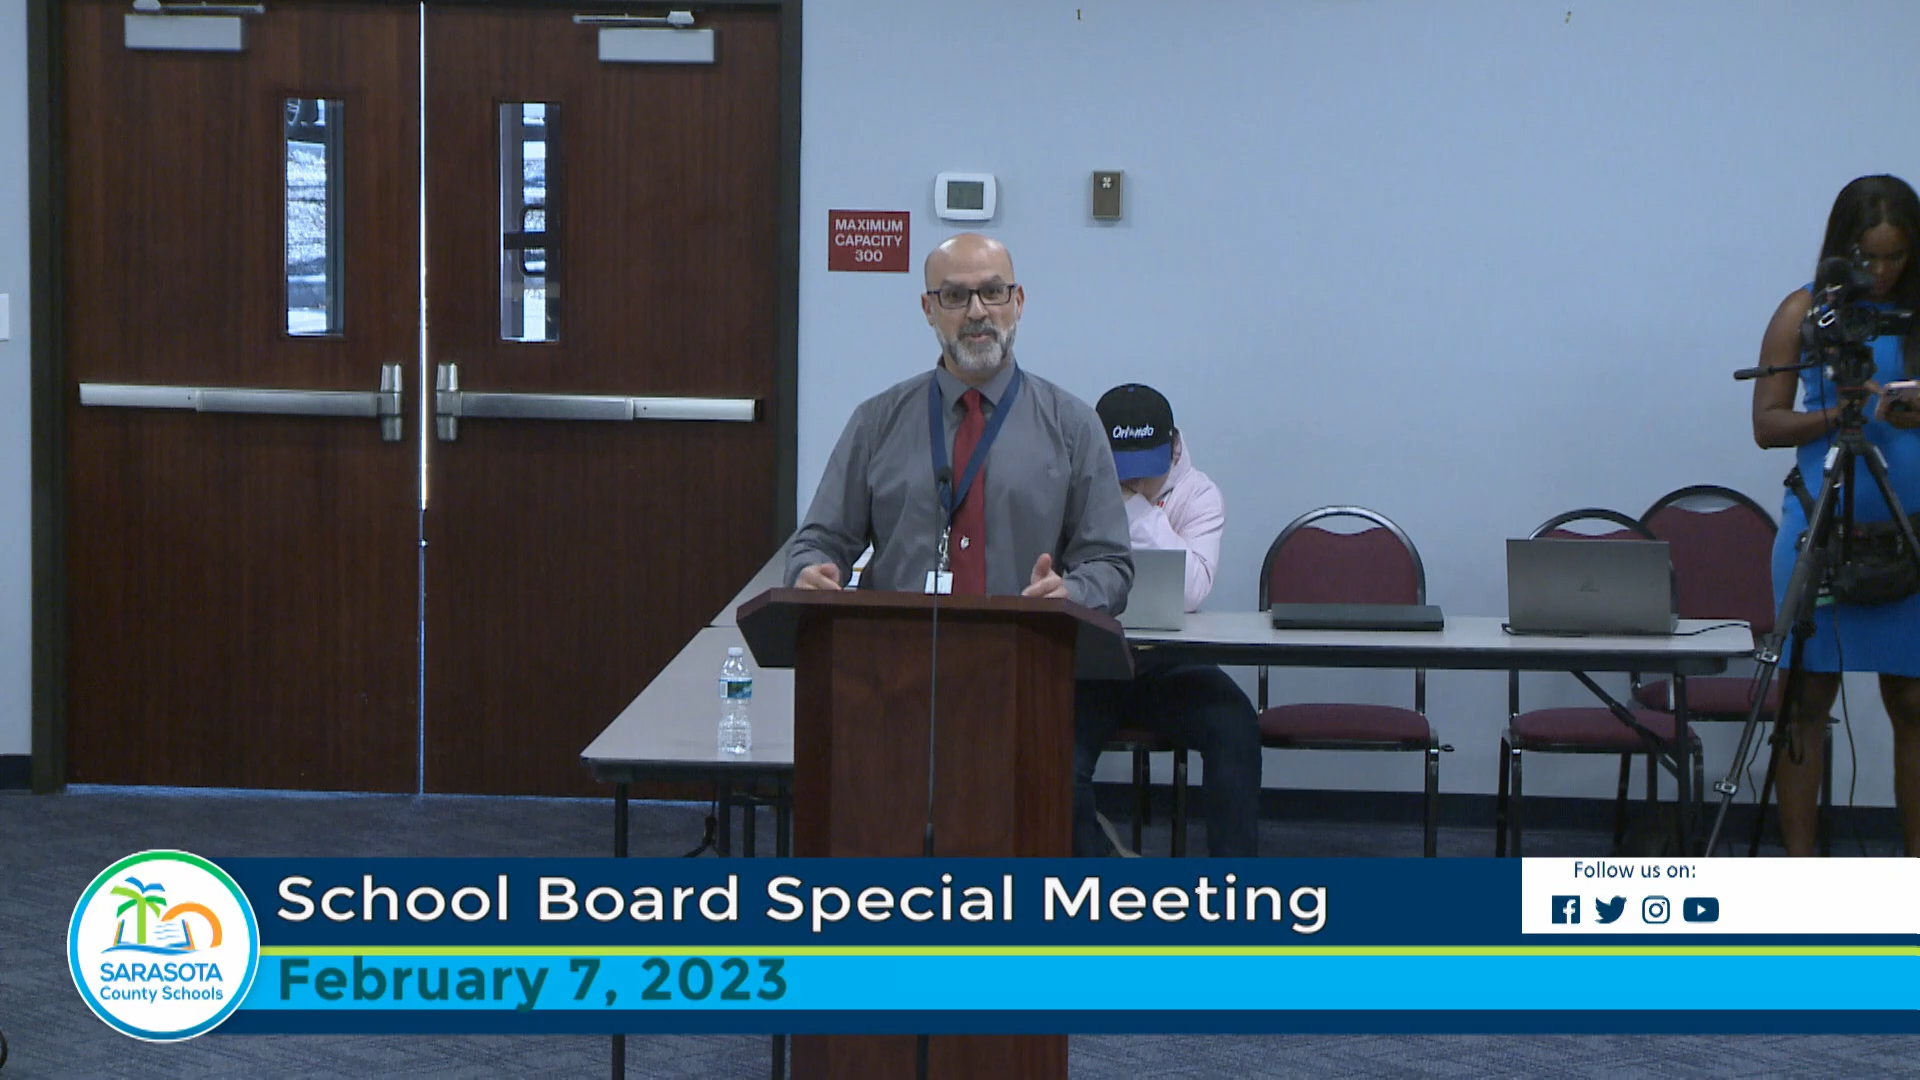 MAXIMUM
CAPACITY
300
Orlando
School Board Special Meeting
Follow us on:
February 7, 2023
SARASOTA
County Schools